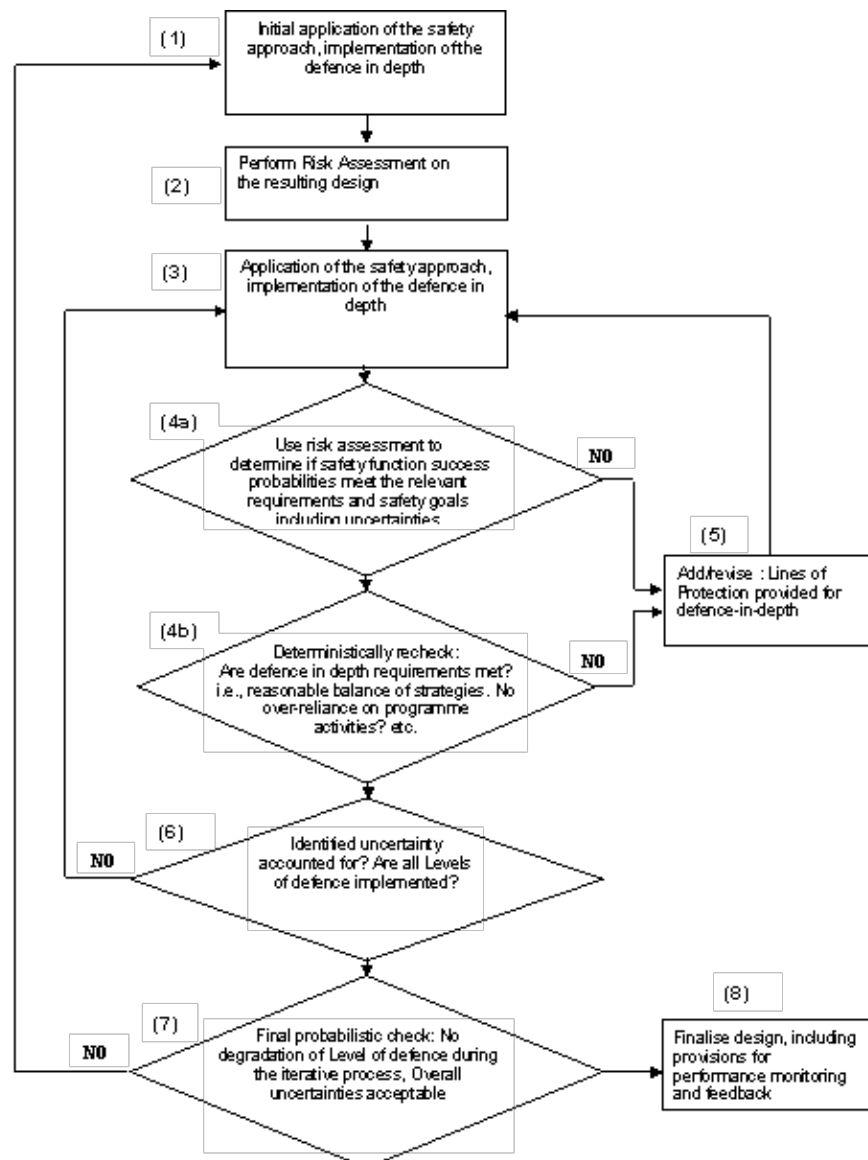 (1)
Initial application of the safety
approach, implementation of the
defence in depth
(2)
Perform Risk Assessment on
the resulting design
(3)
Application of the safety approach,
implementation of the defence in
depth
(4a)
Use risk assessment to
determine if safety function success
probabilities meet the relevant
requirements and safety goals
including uncertainties
NO
(5)
Add/revise : Lines of
Protection provided for
defence-in-depth
(4b)
Deterministically recheck:
Are defence in depth requirements met?
i.e., reasonable balance of strategies. No
over-reliance on programme
activities? etc.
NO
(6)
Identified uncertainty
accounted for? Are all Levels
of defence implemented?
NO
(7)
Final probabilistic check: No
degradation of Level of defence during
the iterative process, Overall
uncertainties acceptable
NO
(8)
Finalise design, including
provisions for
performance monitoring
and feedback